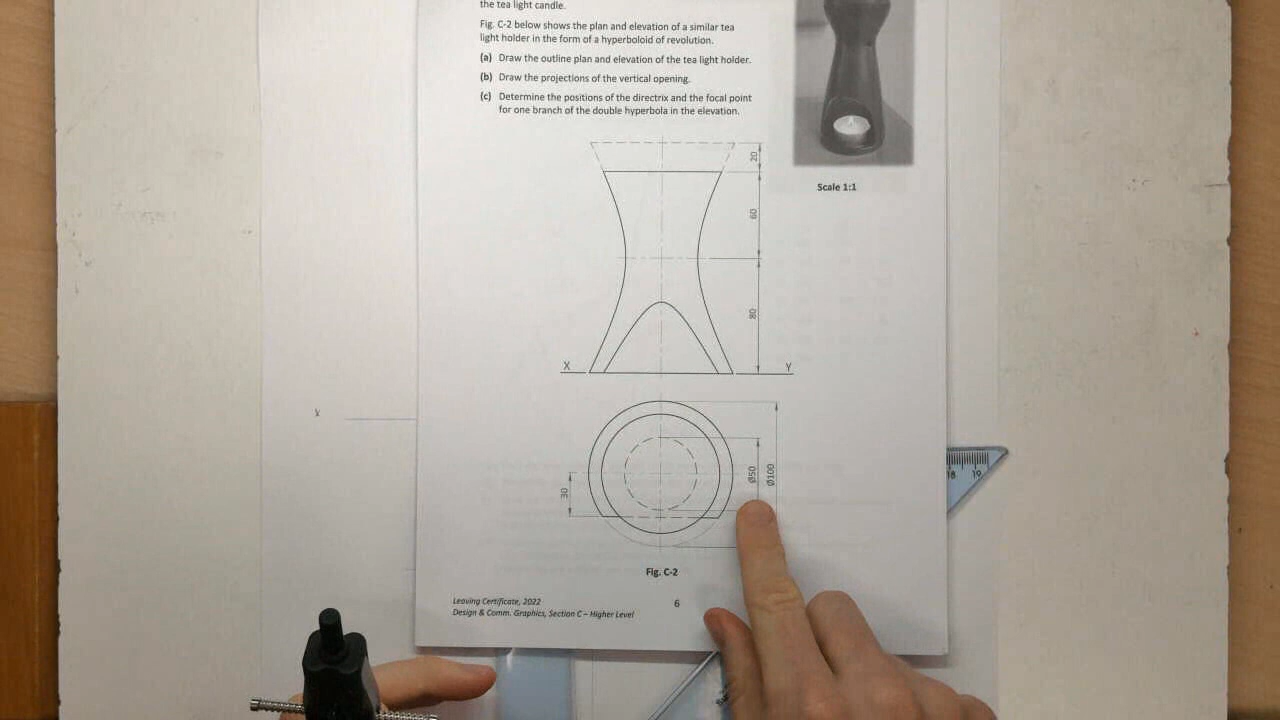 the tea light candle.
Fig. C-2 below shows the plan and elevation of a similar tea
light holder in the form of a hyperboloid of revolution.
(a) Draw the outline plan and elevation of the tea light holder.
(b) Draw the projections of the vertical opening.
(c) Determine the positions of the directrix and the focal point
for one branch of the double hyperbola in the elevation.
20
Scale 1:1
60
80
X Y
X
30
Ø50
Ø100
18 19
Fig. C-2
Leaving Certificate, 2022
6
Design & Comm. Graphics, Section C – Higher Level